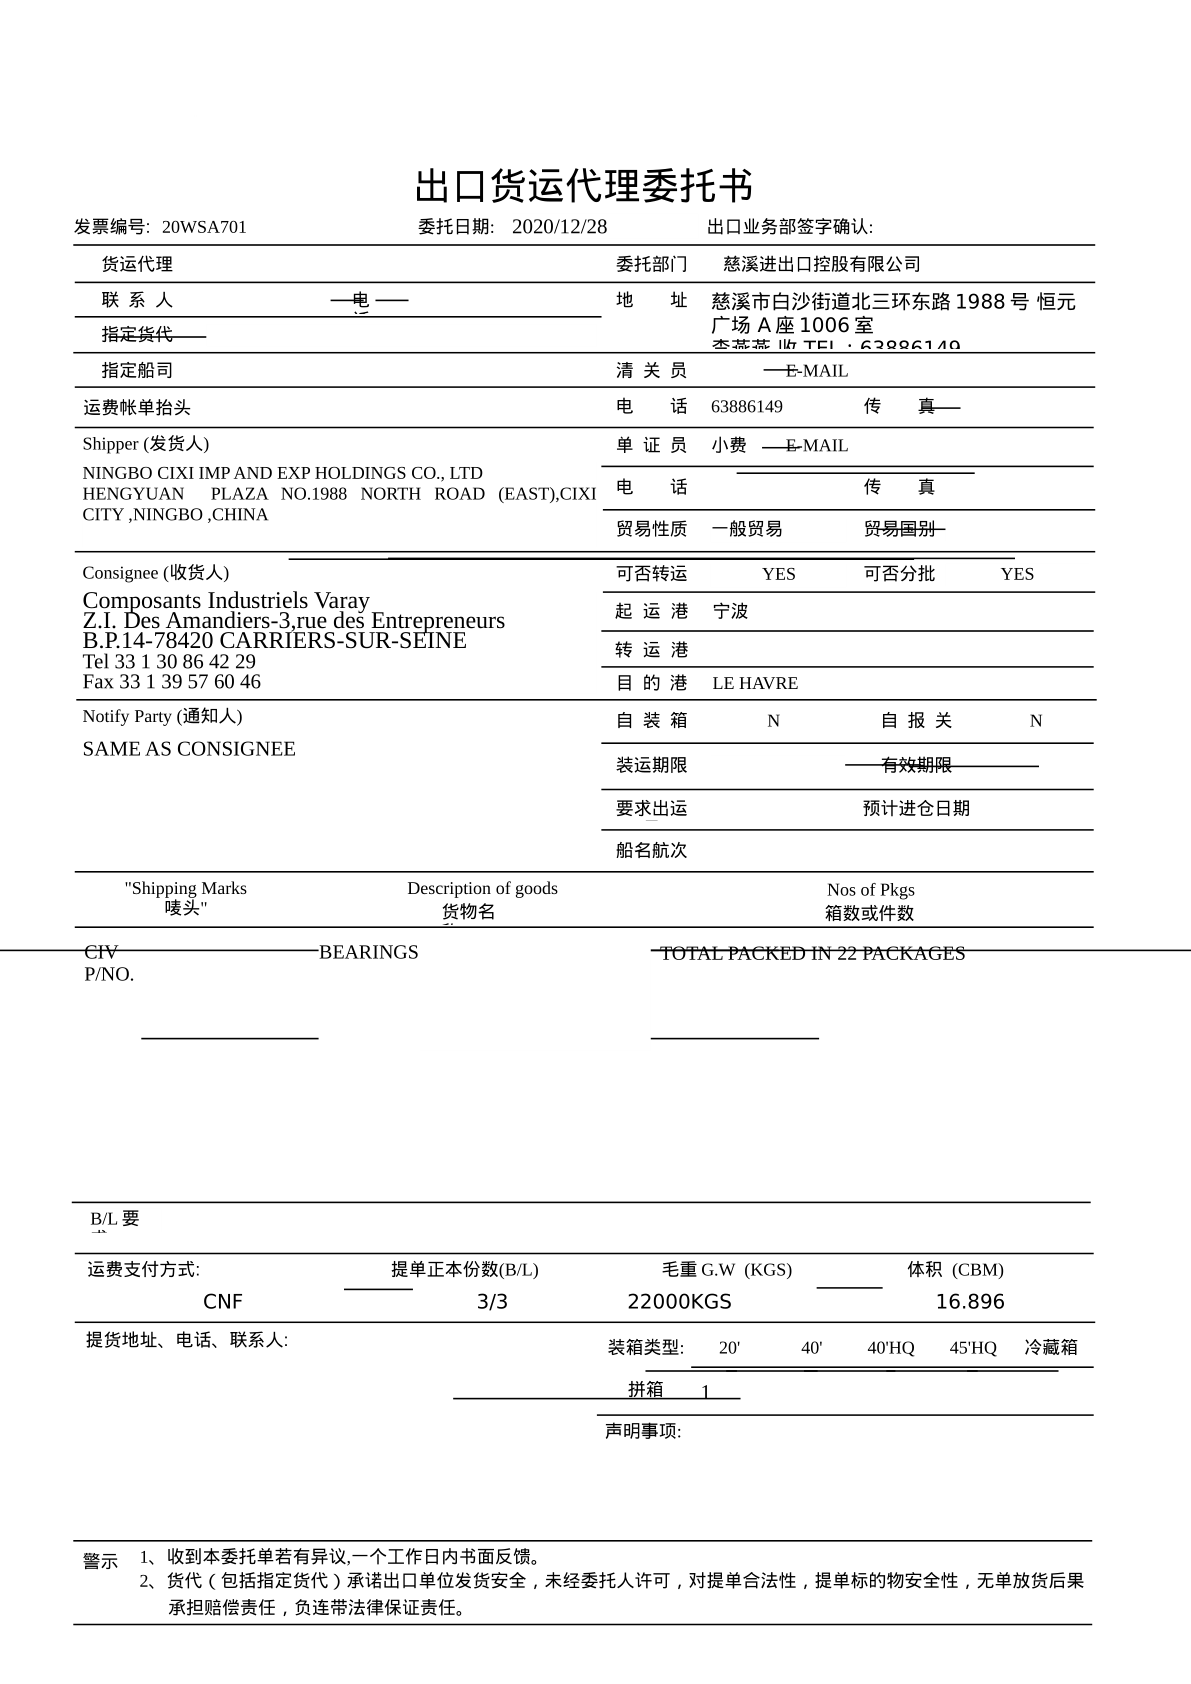 出口货运代理委托书
发票编号: 20WSA701 委托日期: 2020/12/28 出口业务部签字确认:
货运代理 委托部门 慈溪进出口控股有限公司
联 系 人 电 地 址 慈溪市白沙街道北三环东路 1988 号 恒元
广场 A 座 1006 室
指定货代 李燕燕 收 TEL：63886149
指定船司 清 关 员 E-MAIL
运费帐单抬头 电 话 63886149 传 真
Shipper (发货人) 单 证 员 小费 E-MAIL
NINGBO CIXI IMP AND EXP HOLDINGS CO., LTD
HENGYUAN PLAZA NO.1988 NORTH ROAD (EAST),CIXI 电 话 传 真
CITY ,NINGBO ,CHINA
贸易性质 一般贸易 贸易国别
Consignee (收货人) 可否转运 YES 可否分批 YES
Composants Industriels Varay
Z.I. Des Amandiers-3,rue des Entrepreneurs 起 运 港 宁波
B.P.14-78420 CARRIERS-SUR-SEINE
Tel 33 1 30 86 42 29 转 运 港
Fax 33 1 39 57 60 46 目 的 港 LE HAVRE
Notify Party (通知人) 自 装 箱 N 自 报 关 N
SAME AS CONSIGNEE
装运期限 有效期限
要求出运 预计进仓日期
船名航次
"Shipping Marks Description of goods Nos of Pkgs
唛头" 货物名 箱数或件数
CIV BEARINGS TOTAL PACKED IN 22 PACKAGES
P/NO.
B/L 要
运费支付方式: 提单正本份数(B/L) 毛重 G.W (KGS) 体积 (CBM)
CNF 3/3 22000KGS 16.896
提货地址、电话、联系人: 装箱类型: 20' 40' 40'HQ 45'HQ 冷藏箱
拼箱 1
声明事项:
警示 1、收到本委托单若有异议,一个工作日内书面反馈。
2、货代（包括指定货代）承诺出口单位发货安全，未经委托人许可，对提单合法性，提单标的物安全性，无单放货后果
承担赔偿责任，负连带法律保证责任。